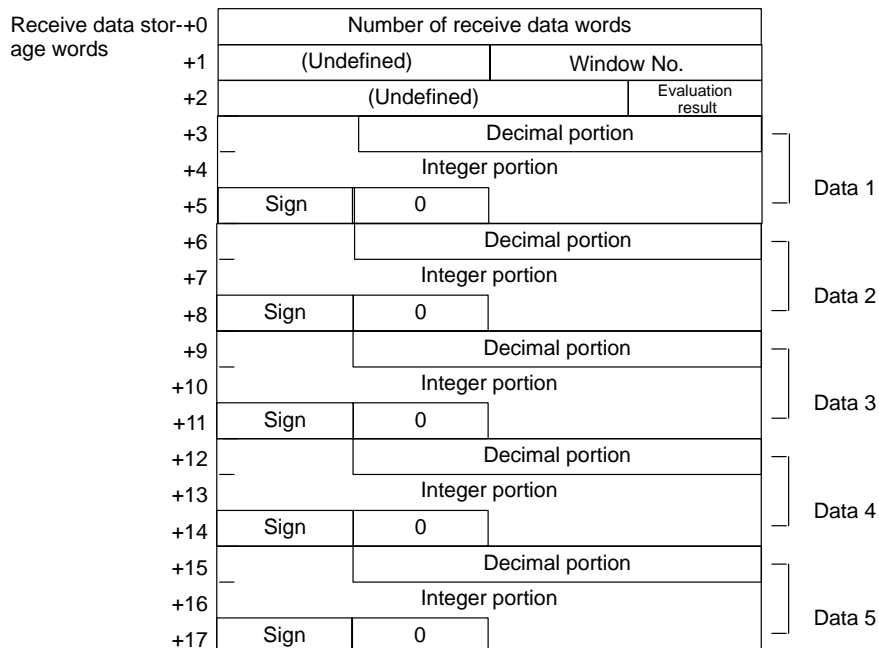 Receive data stor-
age words
+0 Number of receive data words
+1 (Undefined) Window No.
+2 (Undefined) Evaluation
result
+3 Decimal portion
+4 Integer portion
+5 Sign 0
Data 1
+6 Decimal portion
+7 Integer portion
+8 Sign 0
Data 2
+9 Decimal portion
+10 Integer portion
+11 Sign 0
Data 3
+12 Decimal portion
+13 Integer portion
+14 Sign 0
Data 4
+15 Decimal portion
+16 Integer portion
+17 Sign 0
Data 5